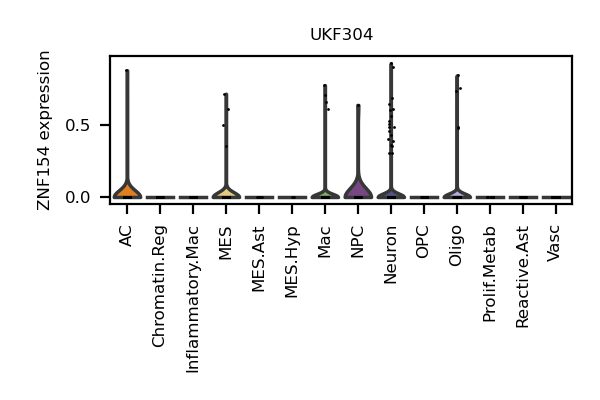 UKF304
ZNF154 expression
0.5
0.0
AC
Chromatin.Reg
Inflammatory.Mac
MES
MES.Ast
MES.Hyp
Mac
NPC
Neuron
OPC
Oligo
Prolif.Metab
Reactive.Ast
Vasc